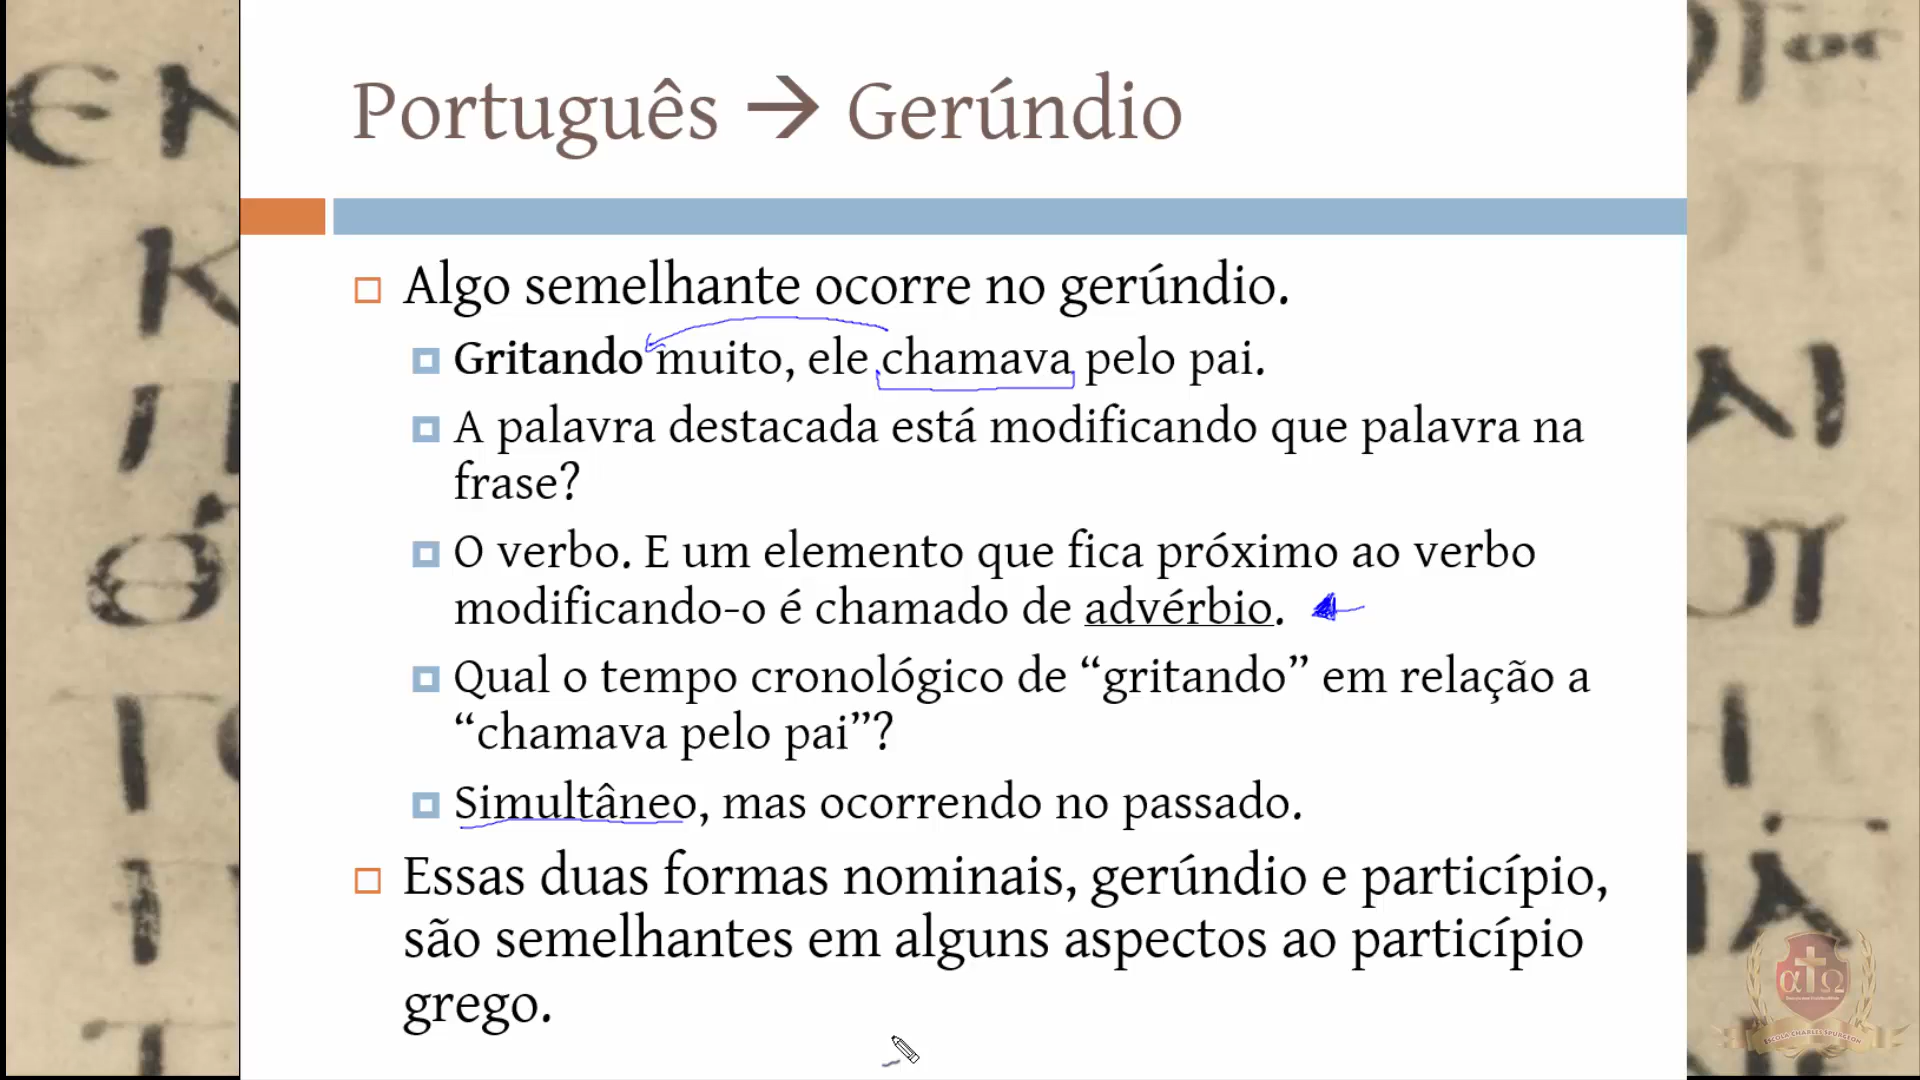 Português → Gerúndio
Algo semelhante ocorre no gerúndio.
Gritando muito, ele chamava pelo pai.
A palavra destacada está modificando que palavra na
frase?
O verbo. E um elemento que fica próximo ao verbo
modificando-o é chamado de advérbio.
Qual o tempo cronológico de “gritando” em relação a
“chamava pelo pai”?
Simultâneo, mas ocorrendo no passado.
Essas duas formas nominais, gerúndio e particípio,
são semelhantes em alguns aspectos ao particípio
grego.
α Ω
ESCOLA CHARLES SPURGEON